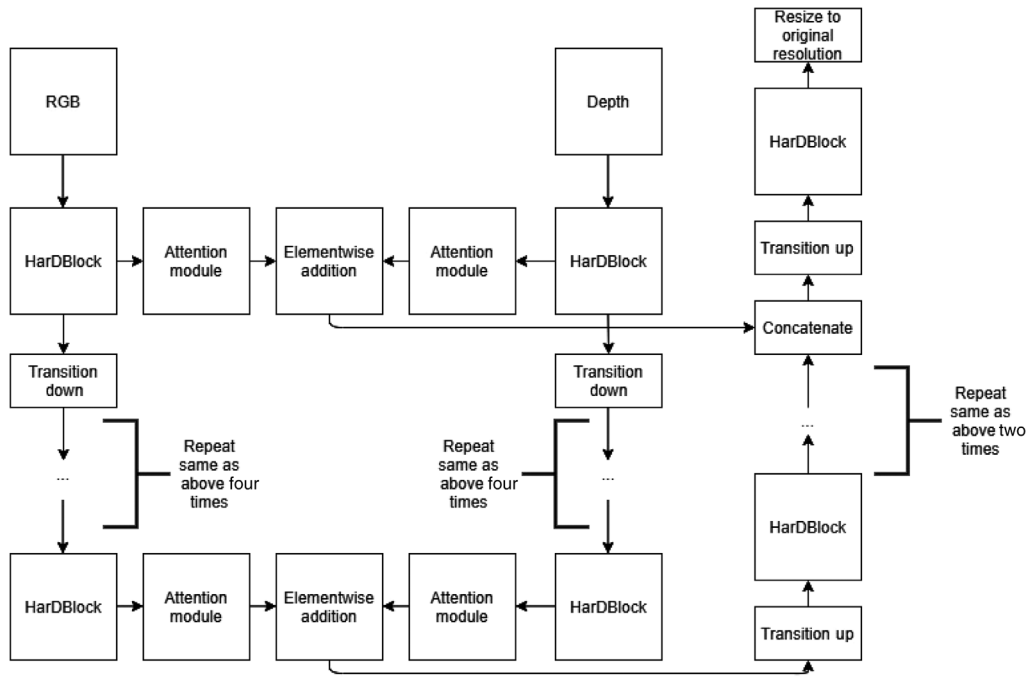 Resize to
original
resolution
RGB
Depth
HarDBlock
Transition up
HarDBlock
Attention
module
Elementwise
addition
Attention
module
HarDBlock
Concatenate
Transition
down
Transition
down
Repeat
same as
above four
times
Repeat
same as
above four
times
Repeat
same as
above two
times
...
...
...
HarDBlock
HarDBlock
Attention
module
Elementwise
addition
Attention
module
HarDBlock
Transition up